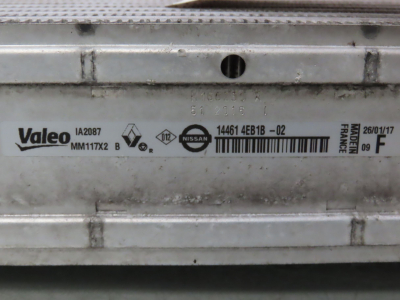 Valeo IA2087
MM117X2 B
R
NISSAN
14461 4EB1B -02
MADE IN
FRANCE
26/01/17
09 F